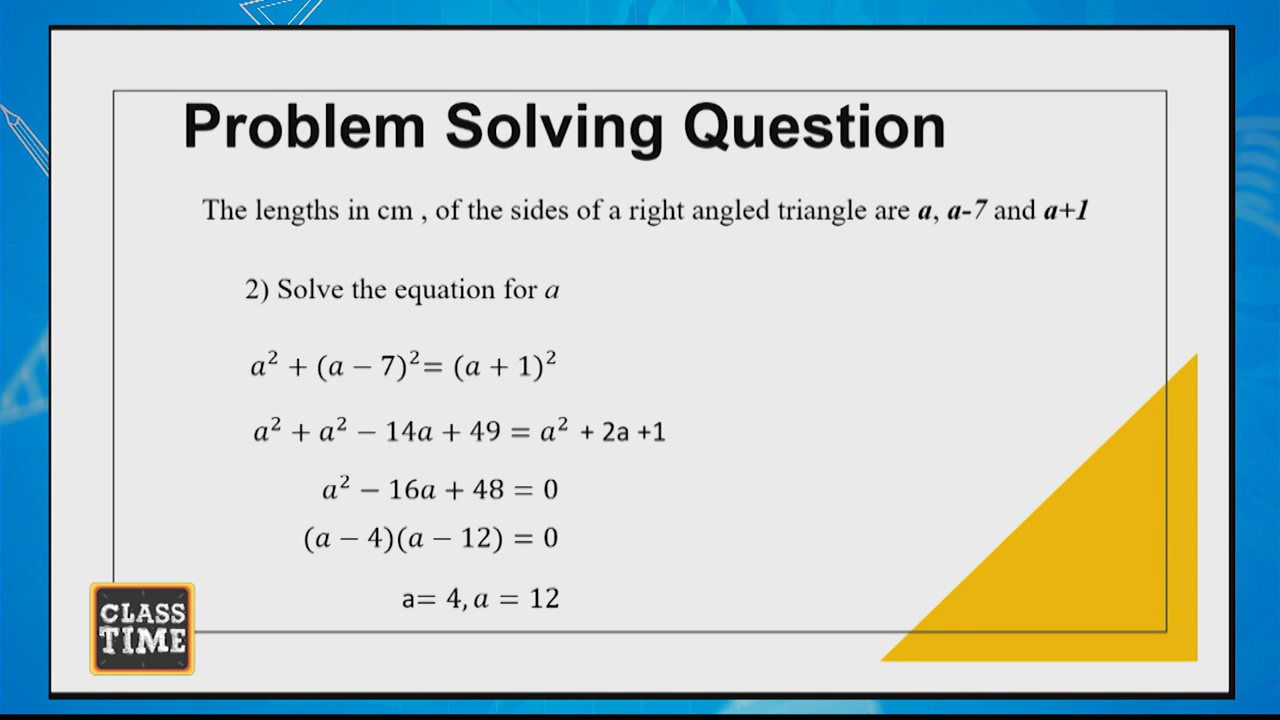 Problem Solving Question
The lengths in cm , of the sides of a right angled triangle are a, a-7 and a+1
2) Solve the equation for a
a² + (a − 7)²= (a + 1)²
a² + a² − 14a + 49 = a² + 2a +1
a² − 16a + 48 = 0
(a − 4)(a − 12) = 0
a= 4, a = 12
CLASS
TIME